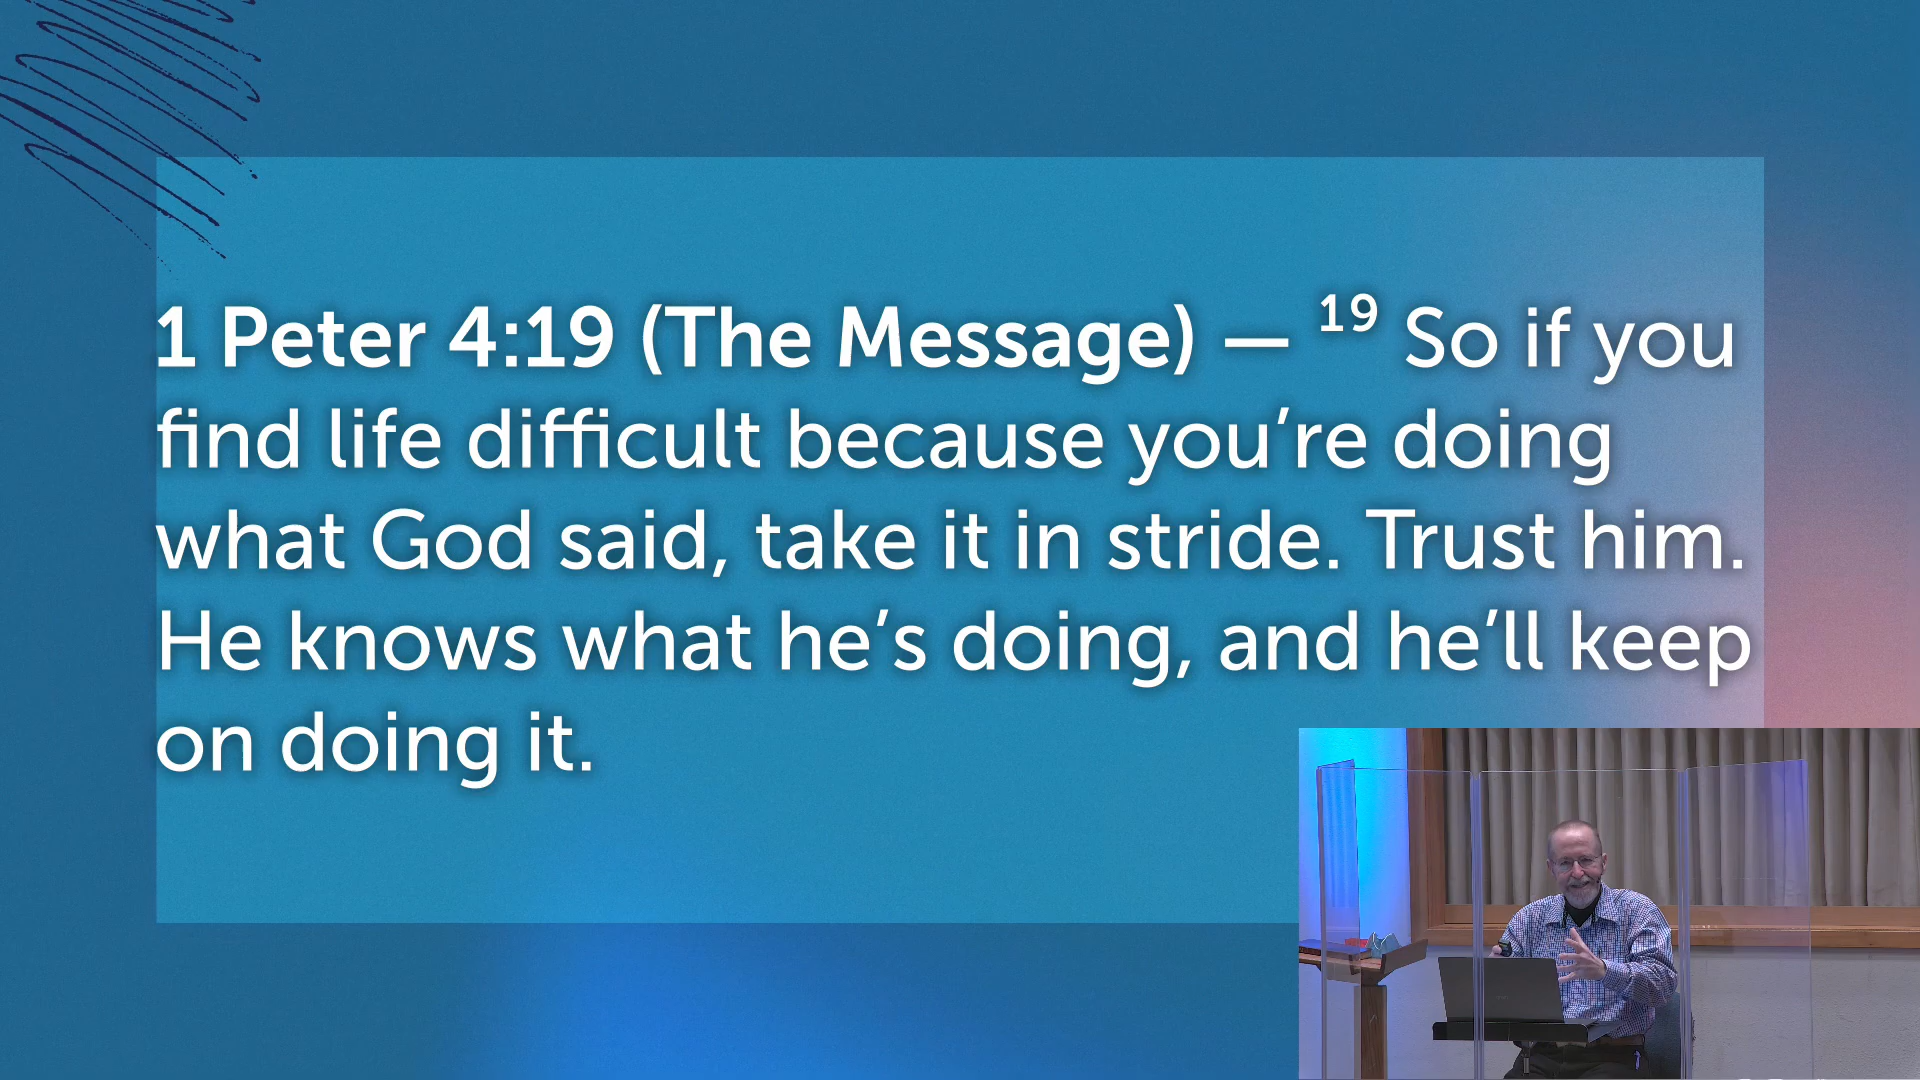 1 Peter 4:19 (The Message) — 19 So if you
find life difficult because you’re doing
what God said, take it in stride. Trust him.
He knows what he’s doing, and he’ll keep
on doing it.